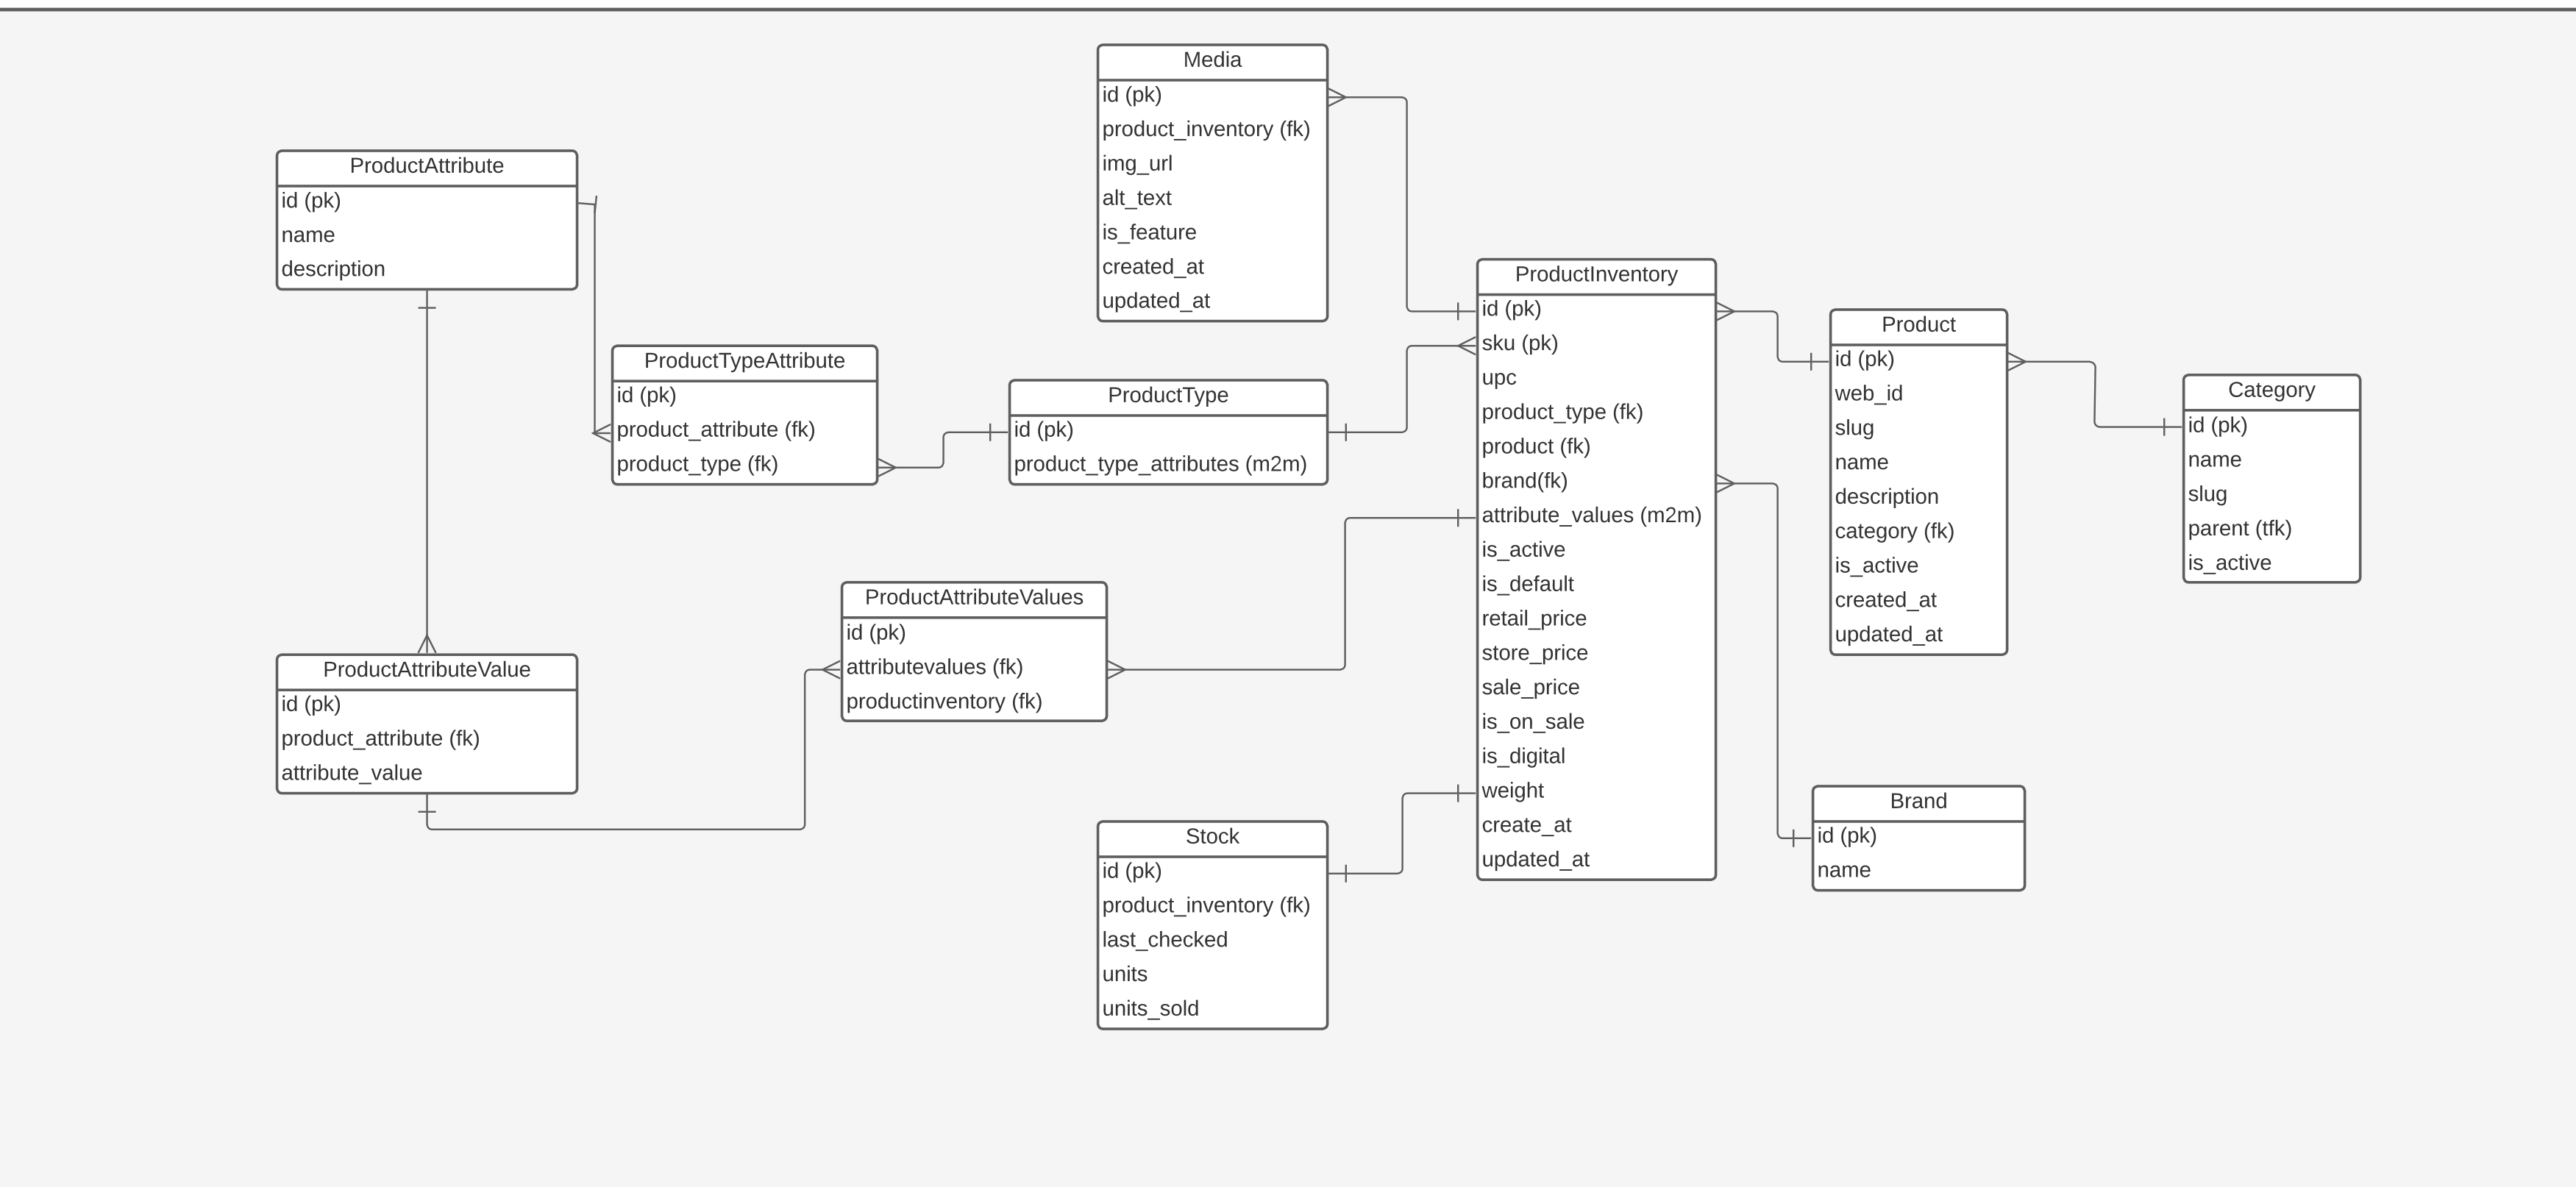 Media
id (pk)
product_inventory (fk)
img_url
alt_text
is_feature
created_at
updated_at
ProductAttribute
id (pk)
name
description
ProductTypeAttribute
id (pk)
product_attribute (fk)
product_type (fk)
ProductType
id (pk)
product_type_attributes (m2m)
ProductInventory
id (pk)
sku (pk)
upc
product_type (fk)
product (fk)
brand(fk)
attribute_values (m2m)
is_active
is_default
retail_price
store_price
sale_price
is_on_sale
is_digital
weight
create_at
updated_at
Product
id (pk)
web_id
slug
name
description
category (fk)
is_active
created_at
updated_at
Category
id (pk)
name
slug
parent (tfk)
is_active
ProductAttributeValues
id (pk)
attributevalues (fk)
productinventory (fk)
ProductAttributeValue
id (pk)
product_attribute (fk)
attribute_value
Stock
id (pk)
product_inventory (fk)
last_checked
units
units_sold
Brand
id (pk)
name